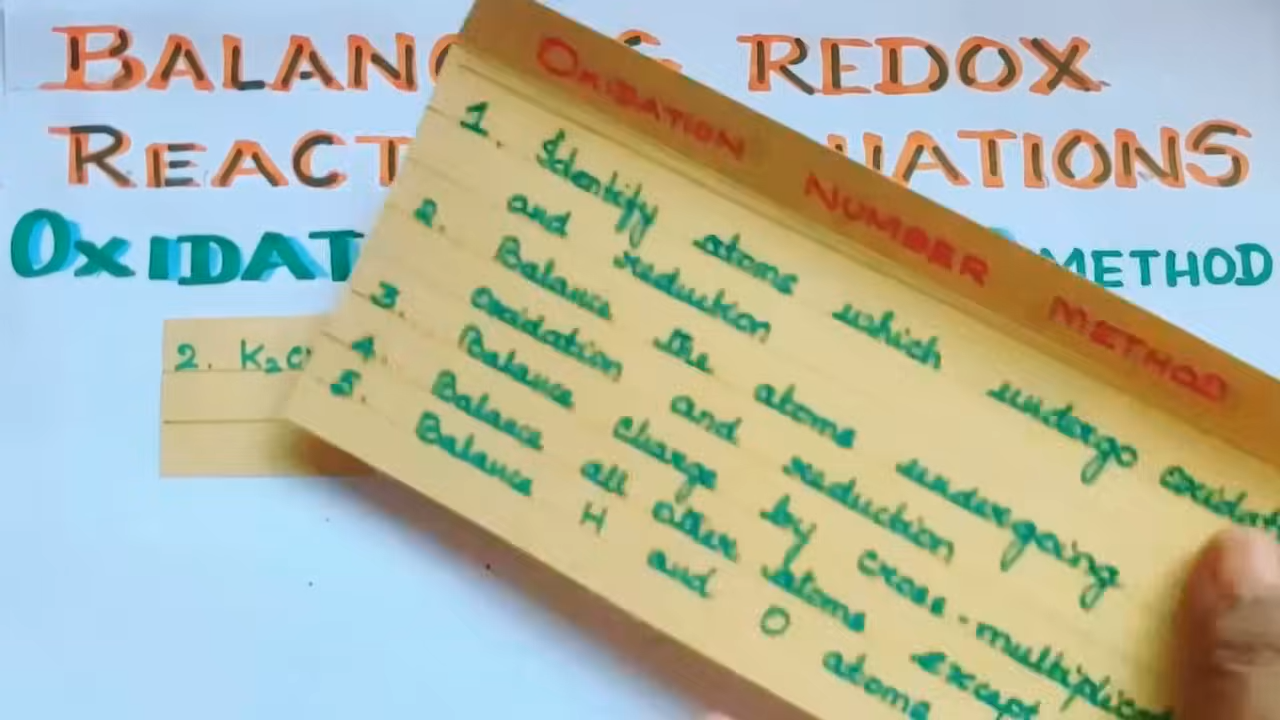 BALANC G REDOX
REACT UATIONS
OXIDAT METHOD
2. K2C
OXIDATION NUMBER METHOD
1. Identify atoms which undergo oxidat
and reduction
2. Balance the atoms undergoing
oxidation and reduction
3. Balance charge by cross-multiplicat
4. Balance all other atoms except
5. Balance H and O atoms